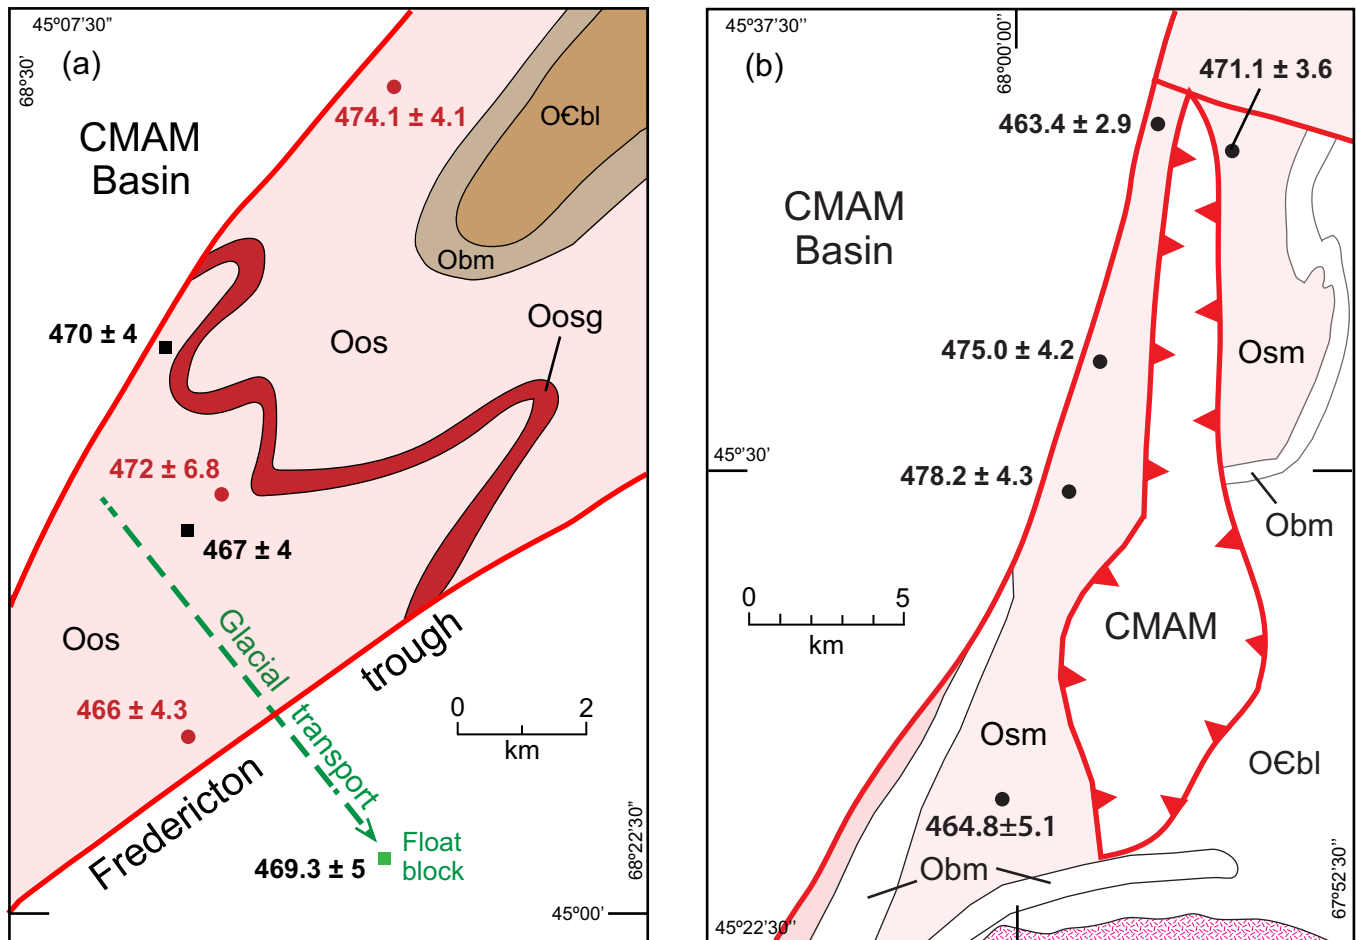 45º07'30"
68º30'
(a)
CMAM
Basin
474.1 ± 4.1
OЄbl
Obm
Oosg
470 ± 4
Oos
472 ± 6.8
467 ± 4
Glacial transport
Oos
466 ± 4.3
Fredericton trough
0 2
km
469.3 ± 5
Float
block
68º22'30"
45º00'
45º37'30''
68º00'00''
(b)
471.1 ± 3.6
463.4 ± 2.9
CMAM
Basin
475.0 ± 4.2
Osm
45º'30'
478.2 ± 4.3
Obm
0 5
km
CMAM
Osm
OЄbl
464.8±5.1
Obm
45º22'30''
67º52'30''